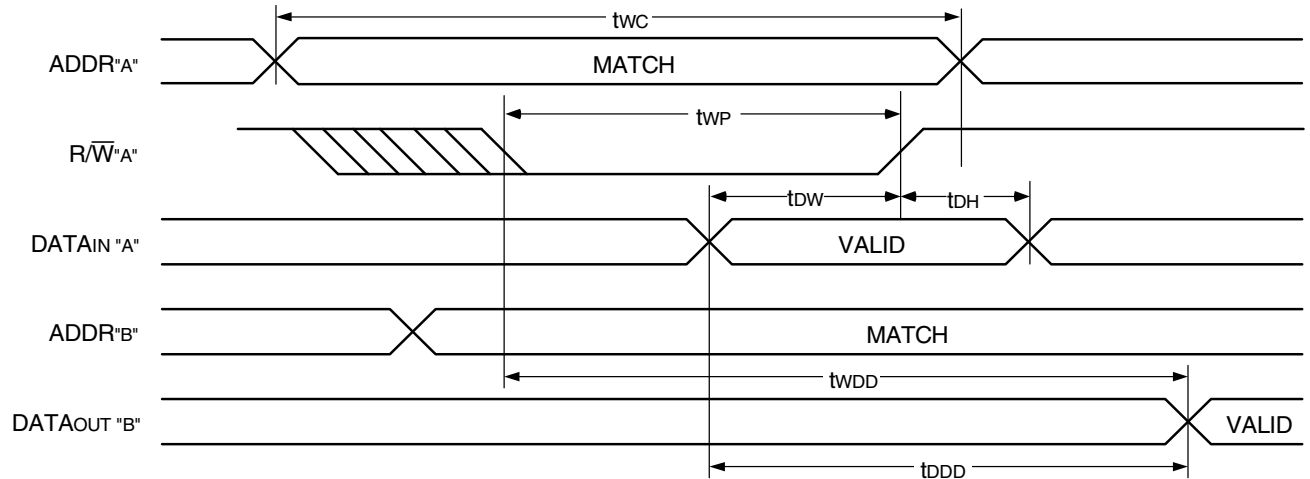 tWC
ADDR"A"
MATCH
tWP
R/W̅"A"
tDW
tDH
DATAIN "A"
VALID
ADDR"B"
MATCH
tWDD
DATAOUT "B"
VALID
tDDD